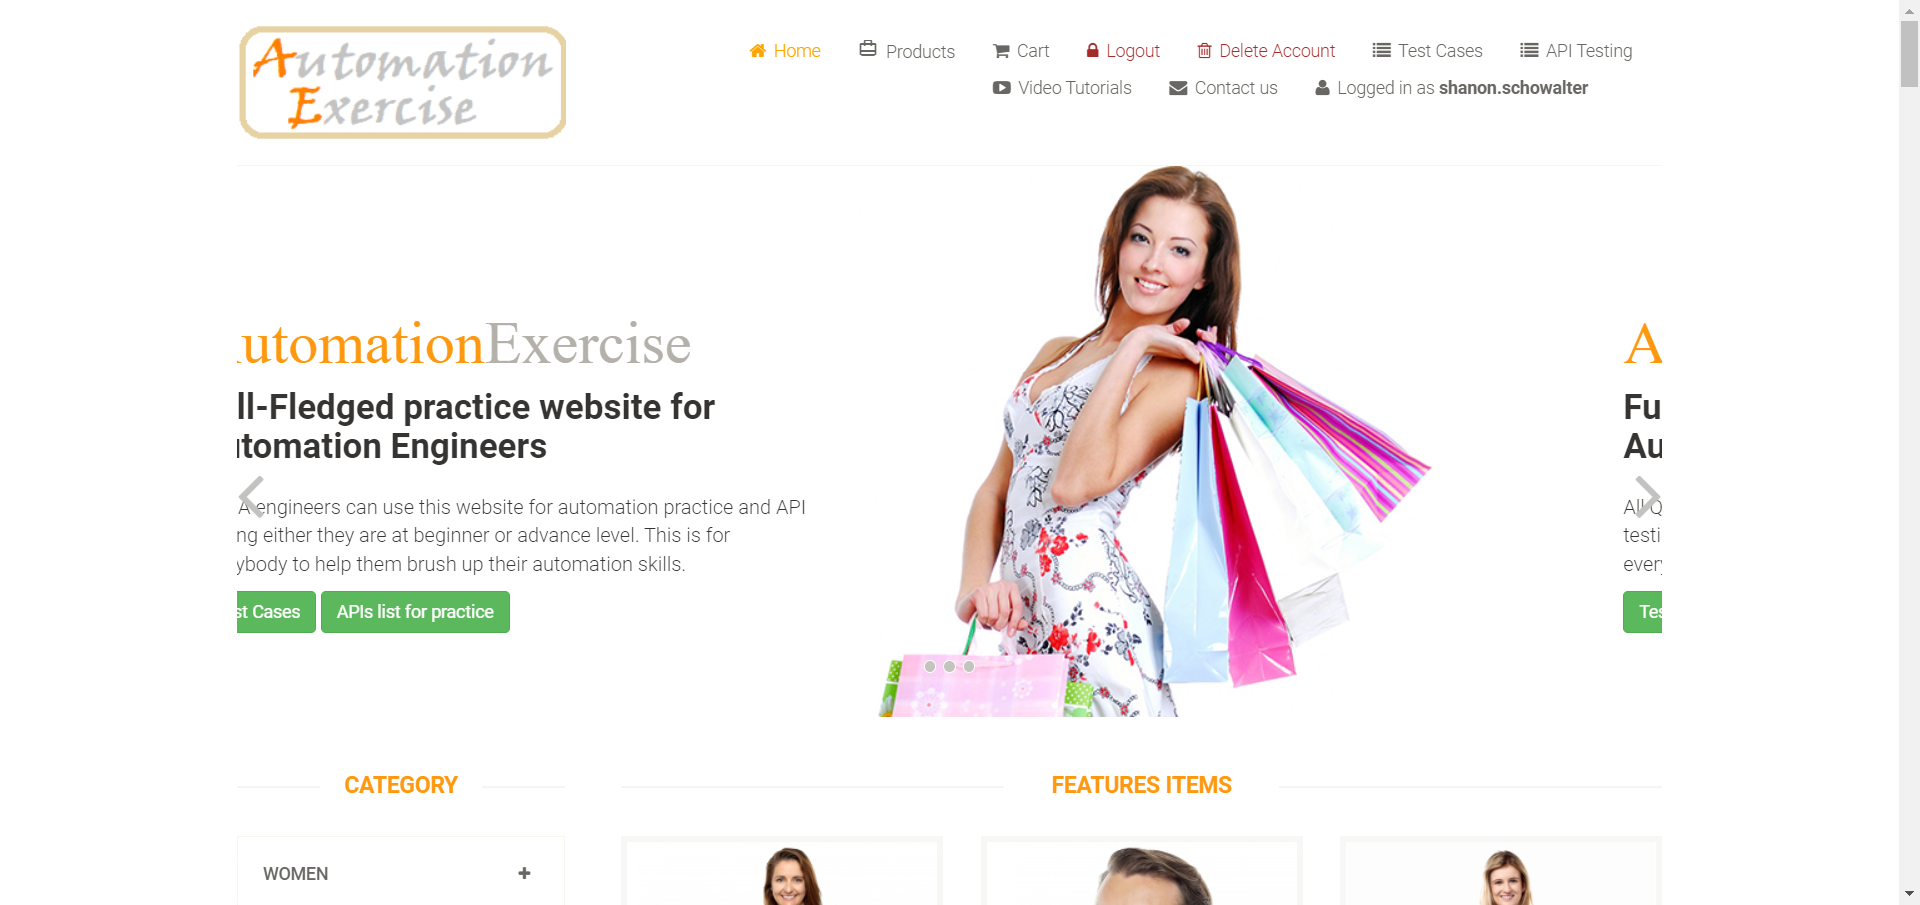 Automation
Exercise
Home
Products
Cart
Logout
Delete Account
Test Cases
API Testing
Video Tutorials
Contact us
Logged in as shanon.schowalter
utomationExercise
ll-Fledged practice website for
utomation Engineers
A engineers can use this website for automation practice and API
ng either they are at beginner or advance level. This is for
ybody to help them brush up their automation skills.
st Cases
APIs list for practice
A
Fu
Au
All Q
testi
every
Tes
CATEGORY
FEATURES ITEMS
WOMEN